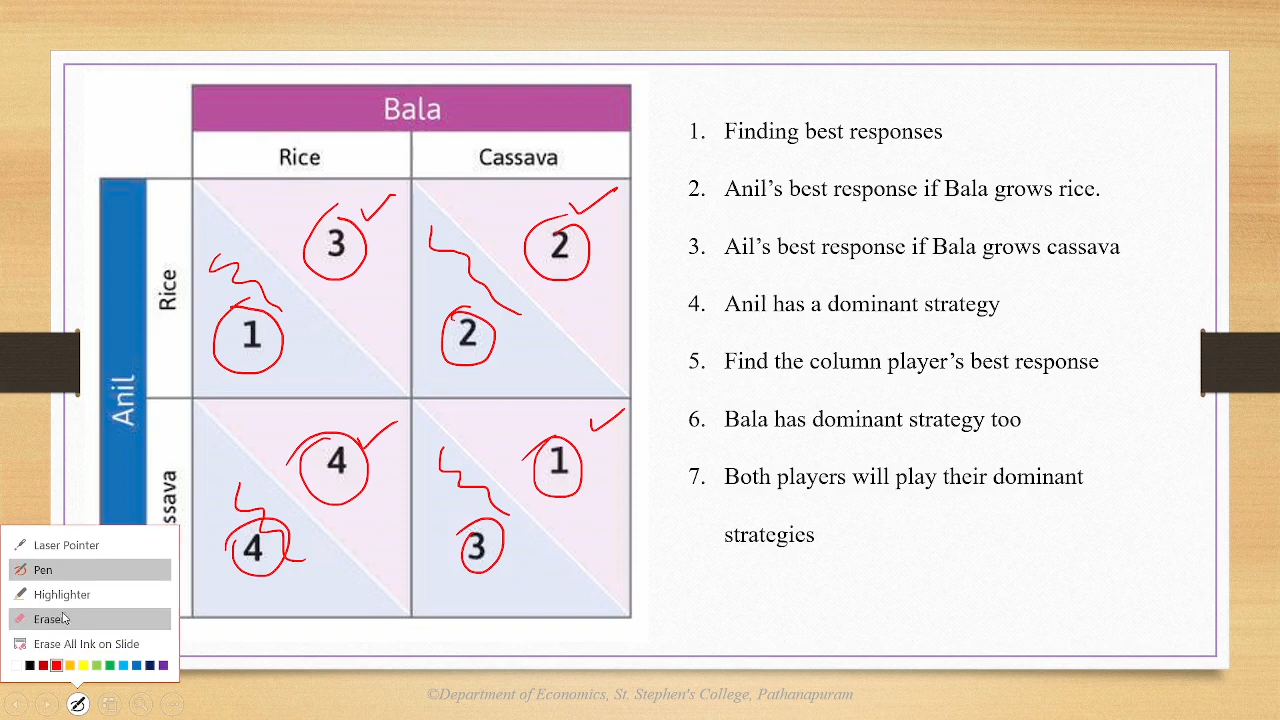 Bala
Rice
Cassava
Anil
Rice
3
1
2
2
4
4
1
3
1. Finding best responses
2. Anil’s best response if Bala grows rice.
3. Ail’s best response if Bala grows cassava
4. Anil has a dominant strategy
5. Find the column player’s best response
6. Bala has dominant strategy too
7. Both players will play their dominant
strategies
Laser Pointer
Pen
Highlighter
Erase All Ink on Slide
©Department of Economics, St. Stephen's College, Pathanapuram